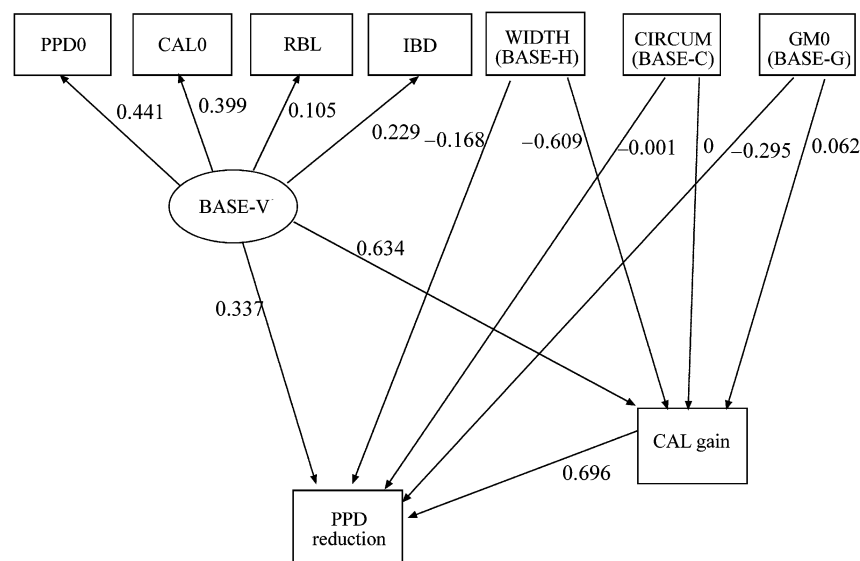 PPD0
CAL0
RBL
IBD
WIDTH
(BASE-H)
CIRCUM
(BASE-C)
GM0
(BASE-G)
0.441
0.399
0.105
0.229
−0.168
−0.609
−0.001
0
−0.295
0.062
BASE-V
0.634
0.337
CAL gain
0.696
PPD
reduction